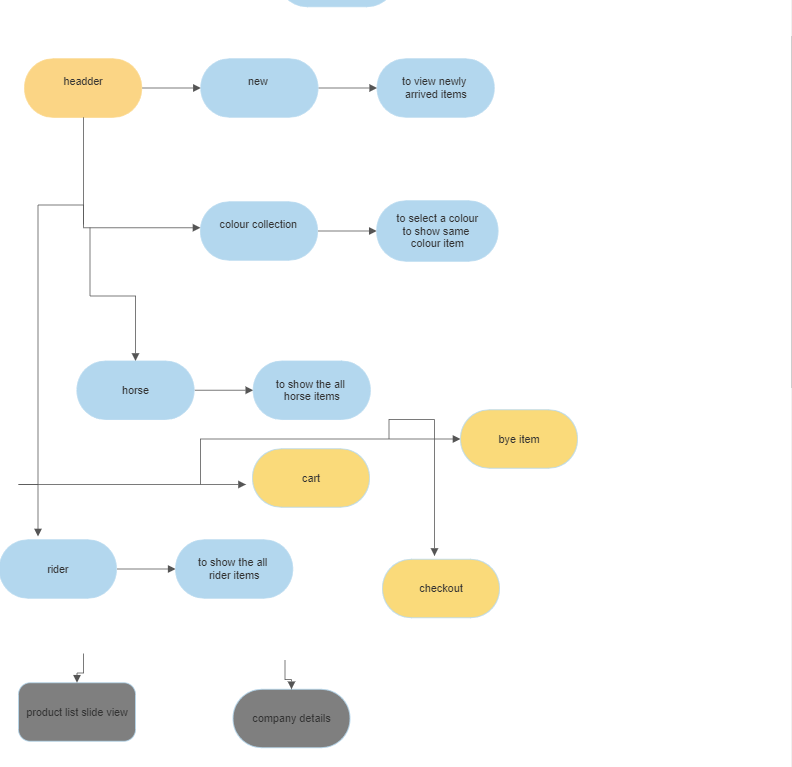 headder
new
to view newly
arrived items
colour collection
to select a colour
to show same
colour item
horse
to show the all
horse items
bye item
cart
rider
to show the all
rider items
checkout
product list slide view
company details